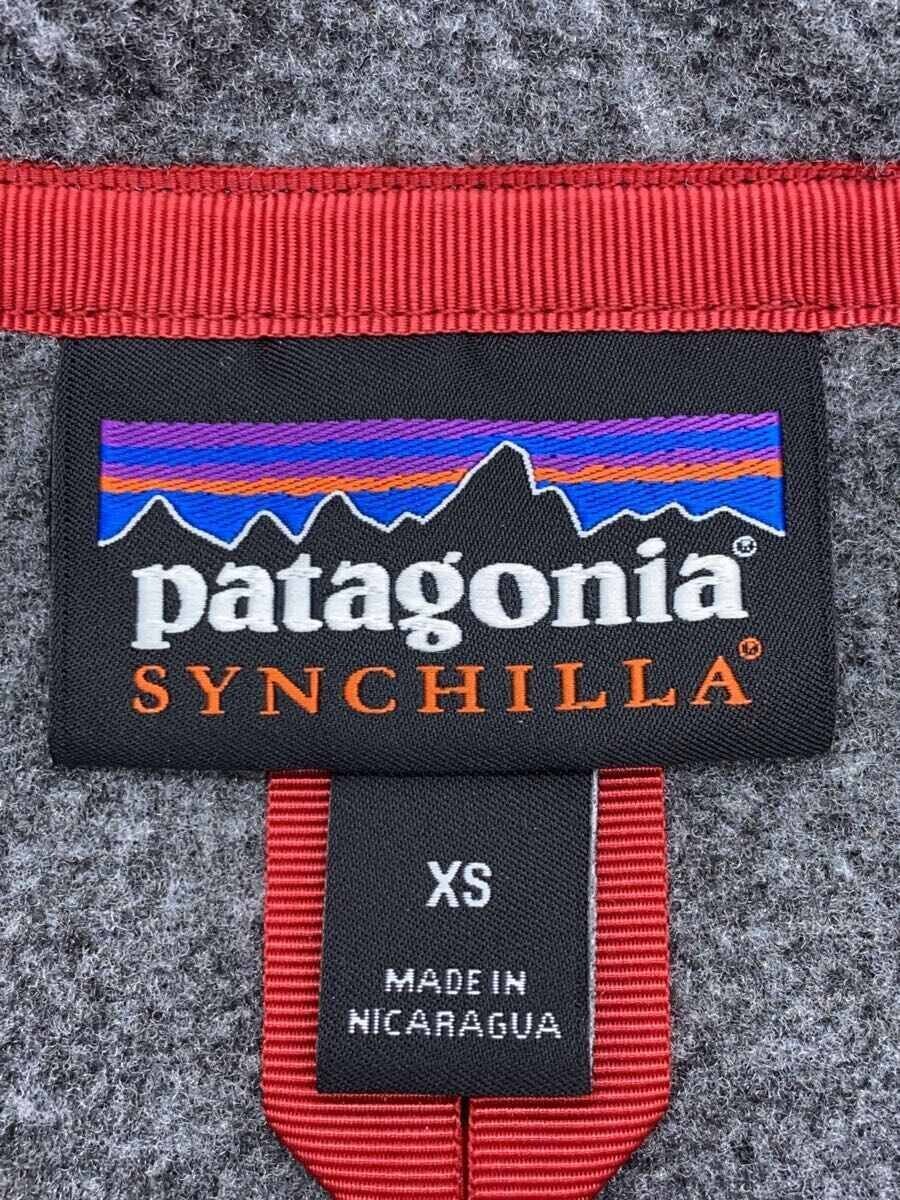 patagonia®
SYNCHILLA®
XS
MADE IN
NICARAGUA